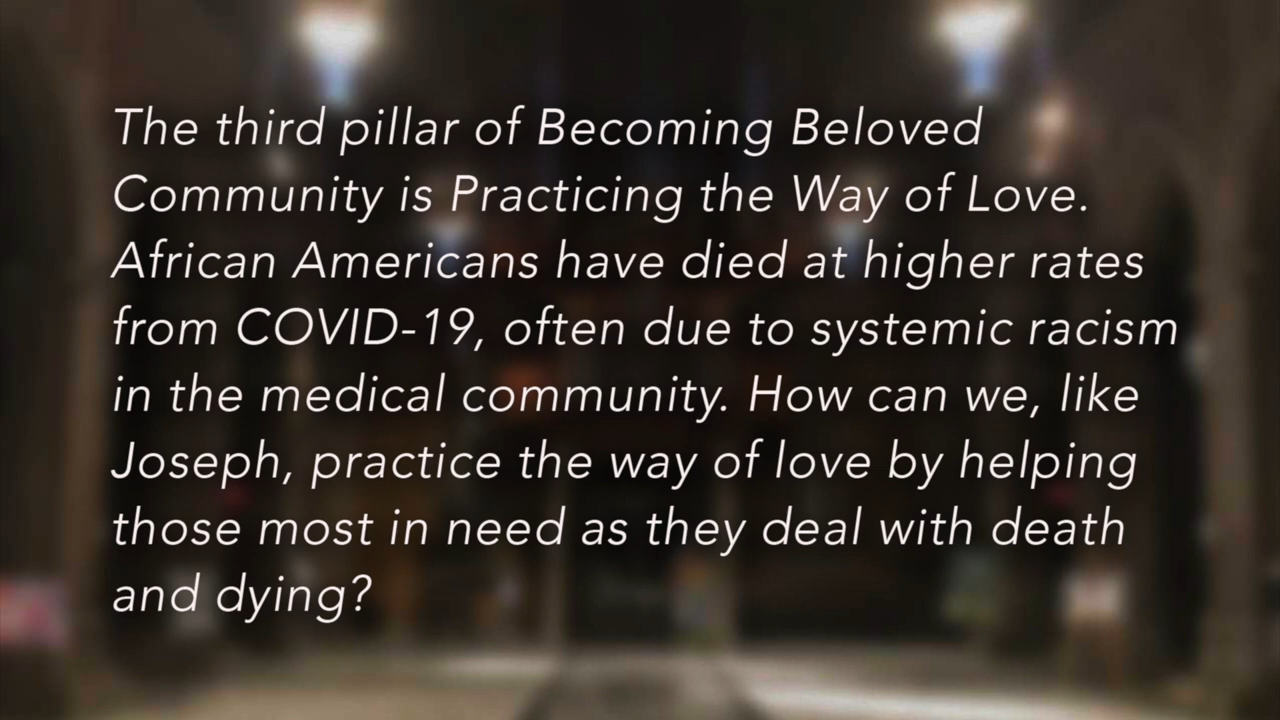 The third pillar of Becoming Beloved
Community is Practicing the Way of Love.
African Americans have died at higher rates
from COVID-19, often due to systemic racism
in the medical community. How can we, like
Joseph, practice the way of love by helping
those most in need as they deal with death
and dying?